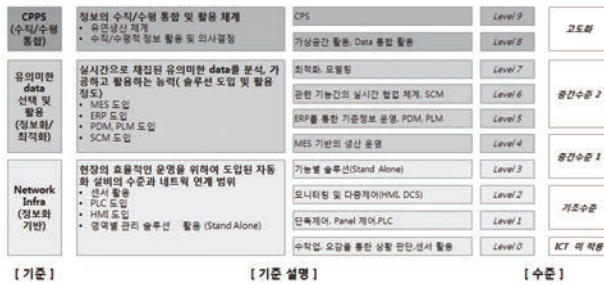 CPPS
(수직/수평
통합)
정보의 수직/수평 통합 및 활용 체계
• 유연생산 체계
• 수직/수평적 정보 활용 및 의사결정
CPS
Level 9
가상공간 활용, Data 통합 활용
Level 8
고도화
유의미한
data
선택 및
활용
(정보화/
최적화)
실시간으로 채집된 유의미한 data를 분석, 가
공하고 활용하는 능력( 솔루션 도입 및 활용
정도)
• MES 도입
• ERP 도입
• PDM, PLM 도입
• SCM 도입
최적화, 모델링
Level 7
관련 기능간의 실시간 협업 체계, SCM
Level 6
ERP를 통한 기준정보 운영, PDM, PLM
Level 5
MES 기반의 생산 운영
Level 4
중간수준 2
중간수준 1
Network
Infra
(정보화
기반)
현장의 효율적인 운영을 위하여 도입된 자동
화 설비의 수준과 네트웍 연계 범위
• 센서 활용
• PLC 도입
• HMI 도입
• 영역별 관리 솔루션 활용 (Stand Alone)
기능별 솔루션(Stand Alone)
Level 3
모니터링 및 다중제어(HMI, DCS)
Level 2
단독제어, Panel 제어,PLC
Level 1
수작업, 오감을 통한 상황 판단,센서 활용
Level 0
기초수준
ICT 미 적용
[ 기준 ]
[ 기준 설명 ]
[ 수준 ]